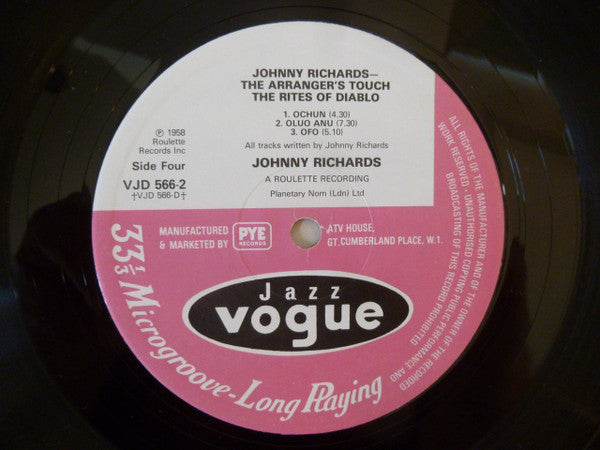 JOHNNY RICHARDS—
THE ARRANGER'S TOUCH
THE RITES OF DIABLO
1. OCHUN (4.30)
2. OLUO ANU (7.30)
3. OFO (5.10)
All tracks written by Johnny Richards
JOHNNY RICHARDS
A ROULETTE RECORDING
Planetary Nom (Ldn) Ltd
Ⓟ 1958
Roulette
Records Inc
Side Four
VJD 566-2
†VJD 566-D†
MANUFACTURED
& MARKETED BY
PYE
RECORDS
ATV HOUSE,
GT. CUMBERLAND PLACE, W.1.
Jazz
vogue
33 1/3 Microgroove-Long Playing
ALL RIGHTS OF THE MANUFACTURER AND OF THE OWNER OF THE RECORDED
WORK RESERVED - UNAUTHORISED COPYING PUBLIC PERFORMANCE AND
BROADCASTING OF THIS RECORD PROHIBITED